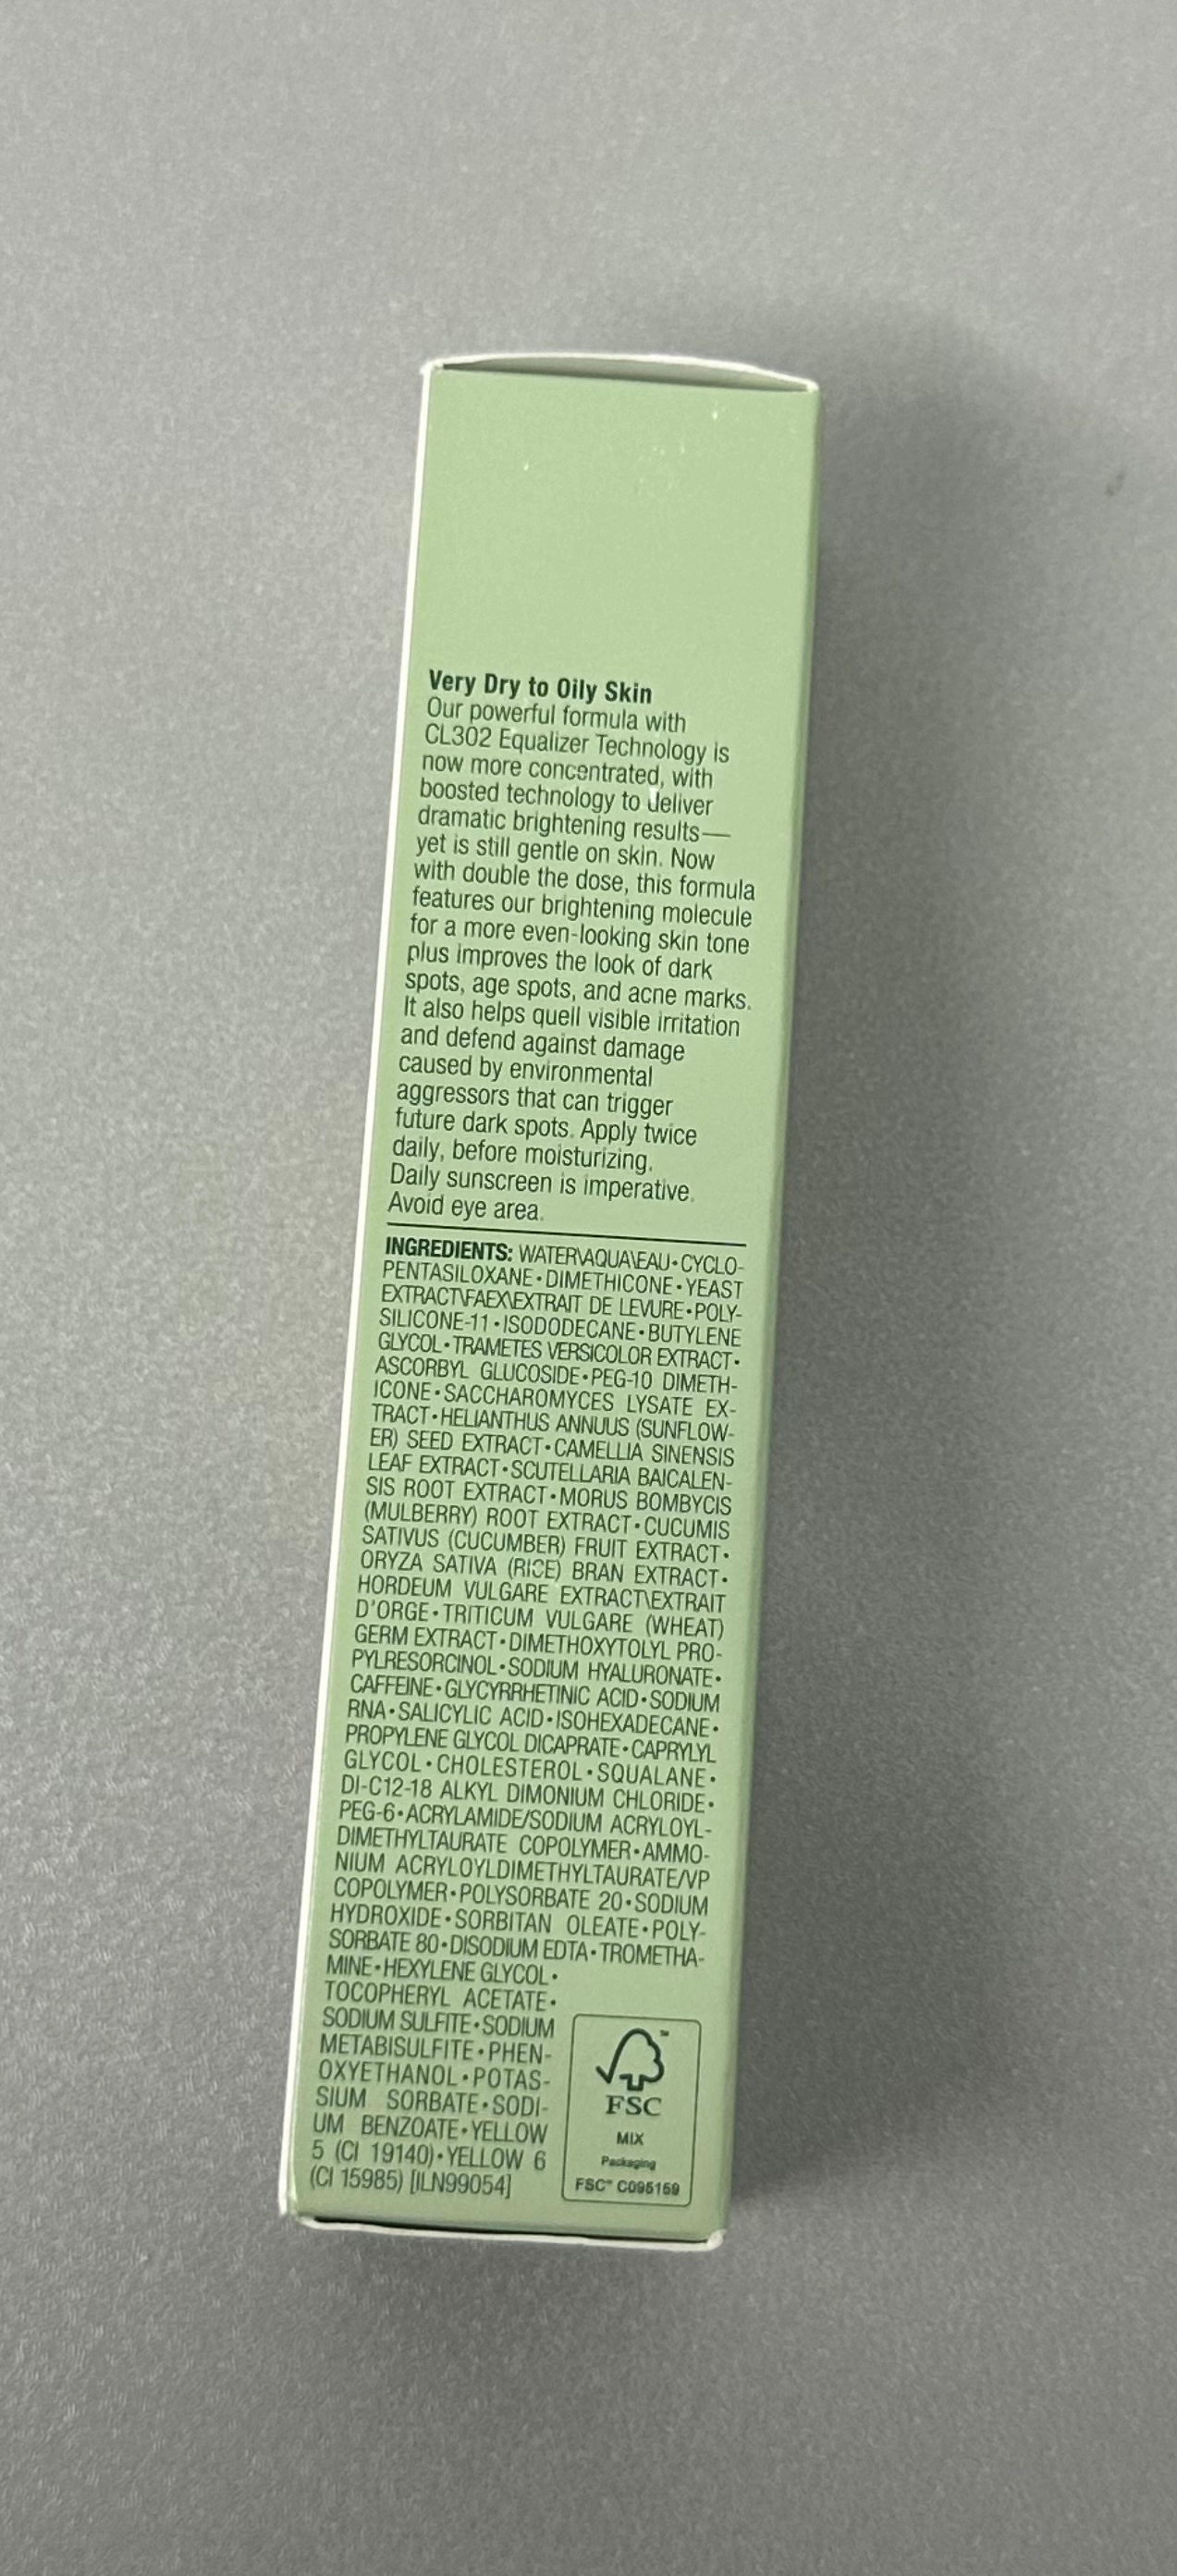 Very Dry to Oily Skin
Our powerful formula with
CL302 Equalizer Technology is
now more concentrated, with
boosted technology to deliver
dramatic brightening results—
yet is still gentle on skin. Now
with double the dose, this formula
features our brightening molecule
for a more even-looking skin tone
plus improves the look of dark
spots, age spots, and acne marks.
It also helps quell visible irritation
and defend against damage
caused by environmental
aggressors that can trigger
future dark spots. Apply twice
daily, before moisturizing.
Daily sunscreen is imperative.
Avoid eye area.
INGREDIENTS: WATER\AQUA\EAU•CYCLO-
PENTASILOXANE•DIMETHICONE•YEAST
EXTRACT\FAEX\EXTRAIT DE LEVURE•POLY-
SILICONE-11•ISODODECANE•BUTYLENE
GLYCOL•TRAMETES VERSICOLOR EXTRACT•
ASCORBYL GLUCOSIDE•PEG-10 DIMETH-
ICONE•SACCHAROMYCES LYSATE EX-
TRACT•HELIANTHUS ANNUUS (SUNFLOW-
ER) SEED EXTRACT•CAMELLIA SINENSIS
LEAF EXTRACT•SCUTELLARIA BAICALEN-
SIS ROOT EXTRACT•MORUS BOMBYCIS
(MULBERRY) ROOT EXTRACT•CUCUMIS
SATIVUS (CUCUMBER) FRUIT EXTRACT•
ORYZA SATIVA (RICE) BRAN EXTRACT•
HORDEUM VULGARE EXTRACT\EXTRAIT
D'ORGE•TRITICUM VULGARE (WHEAT)
GERM EXTRACT•DIMETHOXYTOLYL PRO-
PYLRESORCINOL•SODIUM HYALURONATE•
CAFFEINE•GLYCYRRHETINIC ACID•SODIUM
RNA•SALICYLIC ACID•ISOHEXADECANE•
PROPYLENE GLYCOL DICAPRATE•CAPRYLYL
GLYCOL•CHOLESTEROL•SQUALANE•
DI-C12-18 ALKYL DIMONIUM CHLORIDE•
PEG-6•ACRYLAMIDE/SODIUM ACRYLOYL-
DIMETHYLTAURATE COPOLYMER•AMMO-
NIUM ACRYLOYLDIMETHYLTAURATE/VP
COPOLYMER•POLYSORBATE 20•SODIUM
HYDROXIDE•SORBITAN OLEATE•POLY-
SORBATE 80•DISODIUM EDTA•TROMETHA-
MINE•HEXYLENE GLYCOL•
TOCOPHERYL ACETATE•
SODIUM SULFITE•SODIUM
METABISULFITE•PHEN-
OXYETHANOL•POTAS-
SIUM SORBATE•SODI-
UM BENZOATE•YELLOW
5 (CI 19140)•YELLOW 6
(CI 15985) [ILN99054]
™
FSC
MIX
Packaging
FSC™ C095159